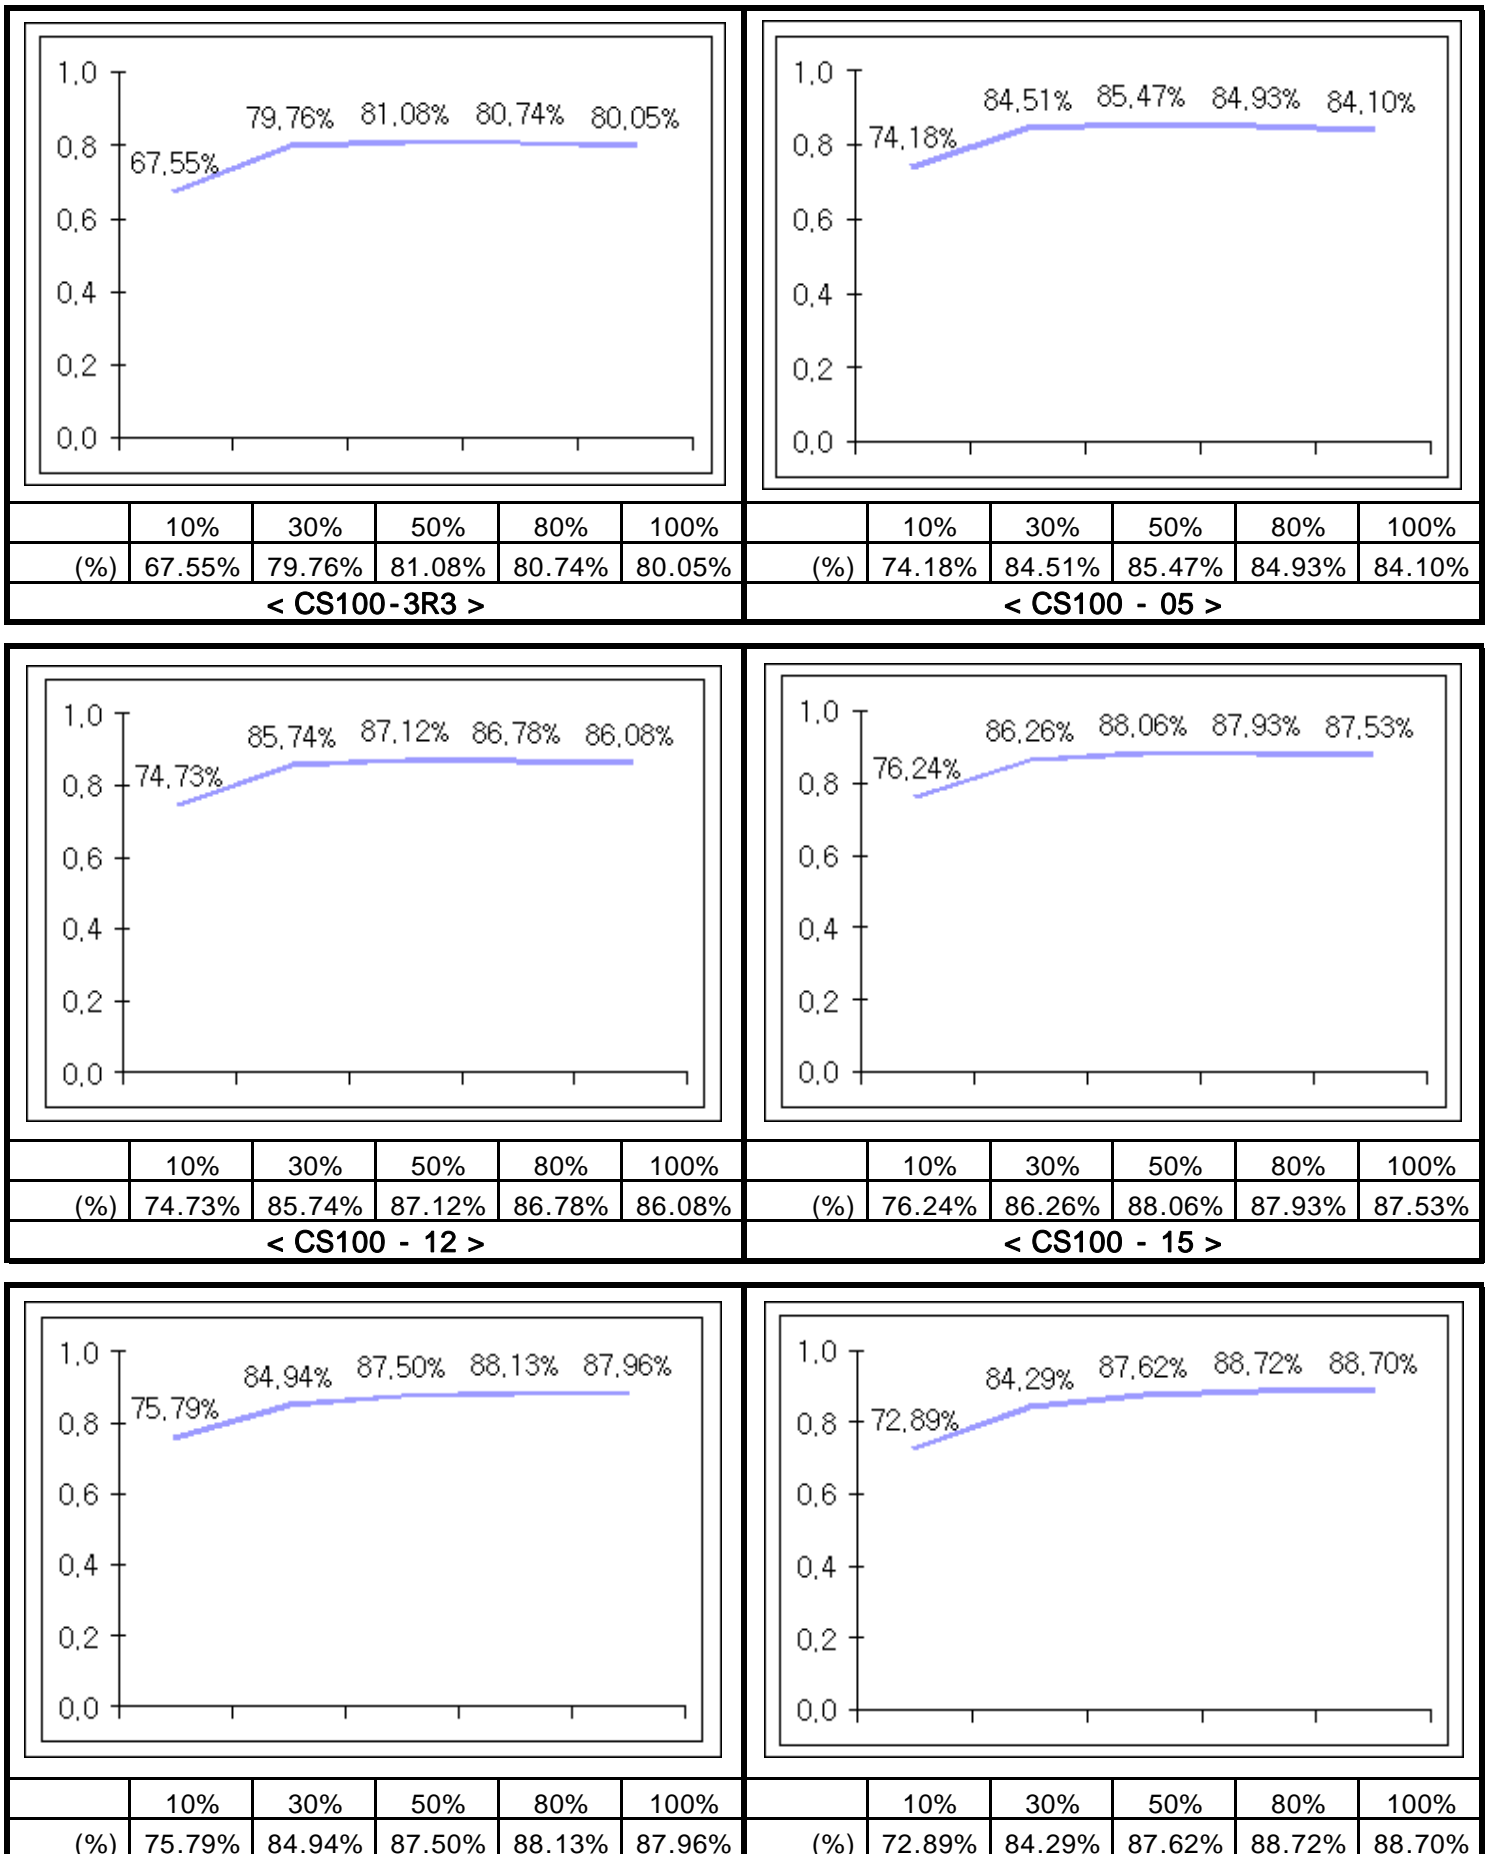 1,0
0,8
0,6
0,4
0,2
0,0
67,55% 79,76% 81,08% 80,74% 80,05%
10% 30% 50% 80% 100%
(%) 67.55% 79.76% 81.08% 80.74% 80.05%
< CS100-3R3 >
1,0
0,8
0,6
0,4
0,2
0,0
74,18% 84,51% 85,47% 84,93% 84,10%
10% 30% 50% 80% 100%
(%) 74.18% 84.51% 85.47% 84.93% 84.10%
< CS100 - 05 >
1,0
0,8
0,6
0,4
0,2
0,0
74,73% 85,74% 87,12% 86,78% 86,08%
10% 30% 50% 80% 100%
(%) 74.73% 85.74% 87.12% 86.78% 86.08%
< CS100 - 12 >
1,0
0,8
0,6
0,4
0,2
0,0
76,24% 86,26% 88,06% 87,93% 87,53%
10% 30% 50% 80% 100%
(%) 76.24% 86.26% 88.06% 87.93% 87.53%
< CS100 - 15 >
1,0
0,8
0,6
0,4
0,2
0,0
75,79% 84,94% 87,50% 88,13% 87,96%
10% 30% 50% 80% 100%
(%) 75.79% 84.94% 87.50% 88.13% 87.96%
1,0
0,8
0,6
0,4
0,2
0,0
72,89% 84,29% 87,62% 88,72% 88,70%
10% 30% 50% 80% 100%
(%) 72.89% 84.29% 87.62% 88.72% 88.70%